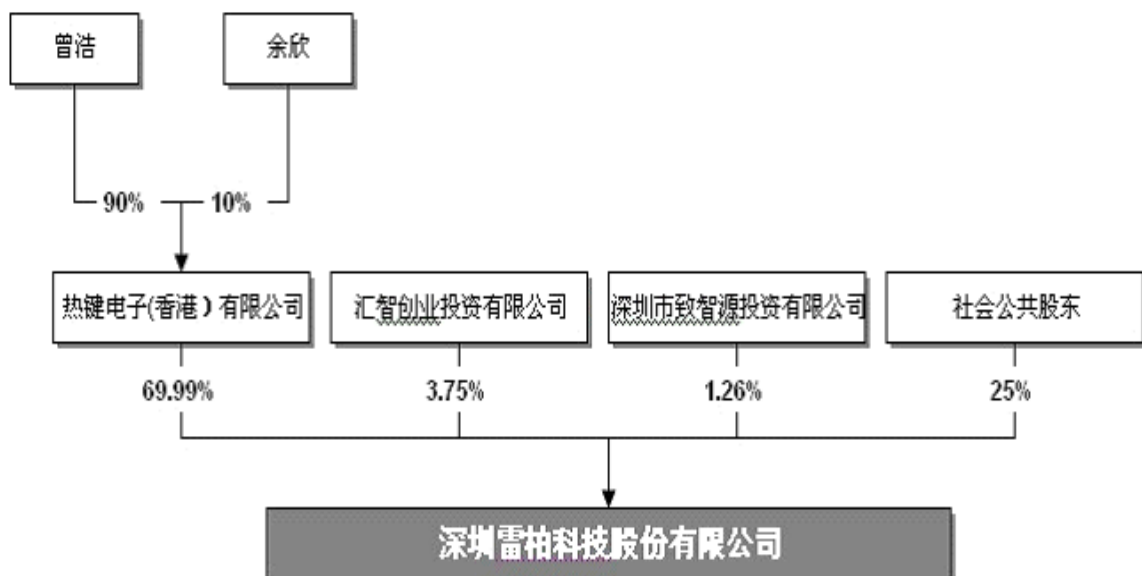 曾浩
余欣
90%
10%
热键电子(香港）有限公司
汇智创业投资有限公司
深圳市致智源投资有限公司
社会公共股东
69.99%
3.75%
1.26%
25%
深圳雷柏科技股份有限公司